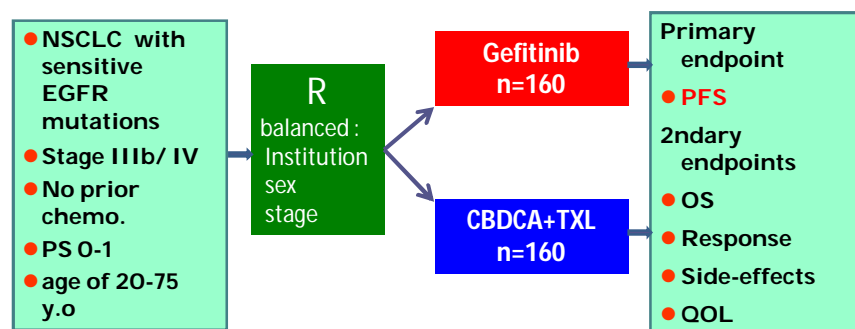 NSCLC with
sensitive
EGFR
mutations
Stage IIIb/ IV
No prior
chemo.
PS 0-1
age of 20-75
y.o
R
balanced :
Institution
sex
stage
Gefitinib
n=160
CBDCA+TXL
n=160
Primary
endpoint
PFS
2ndary
endpoints
OS
Response
Side-effects
QOL